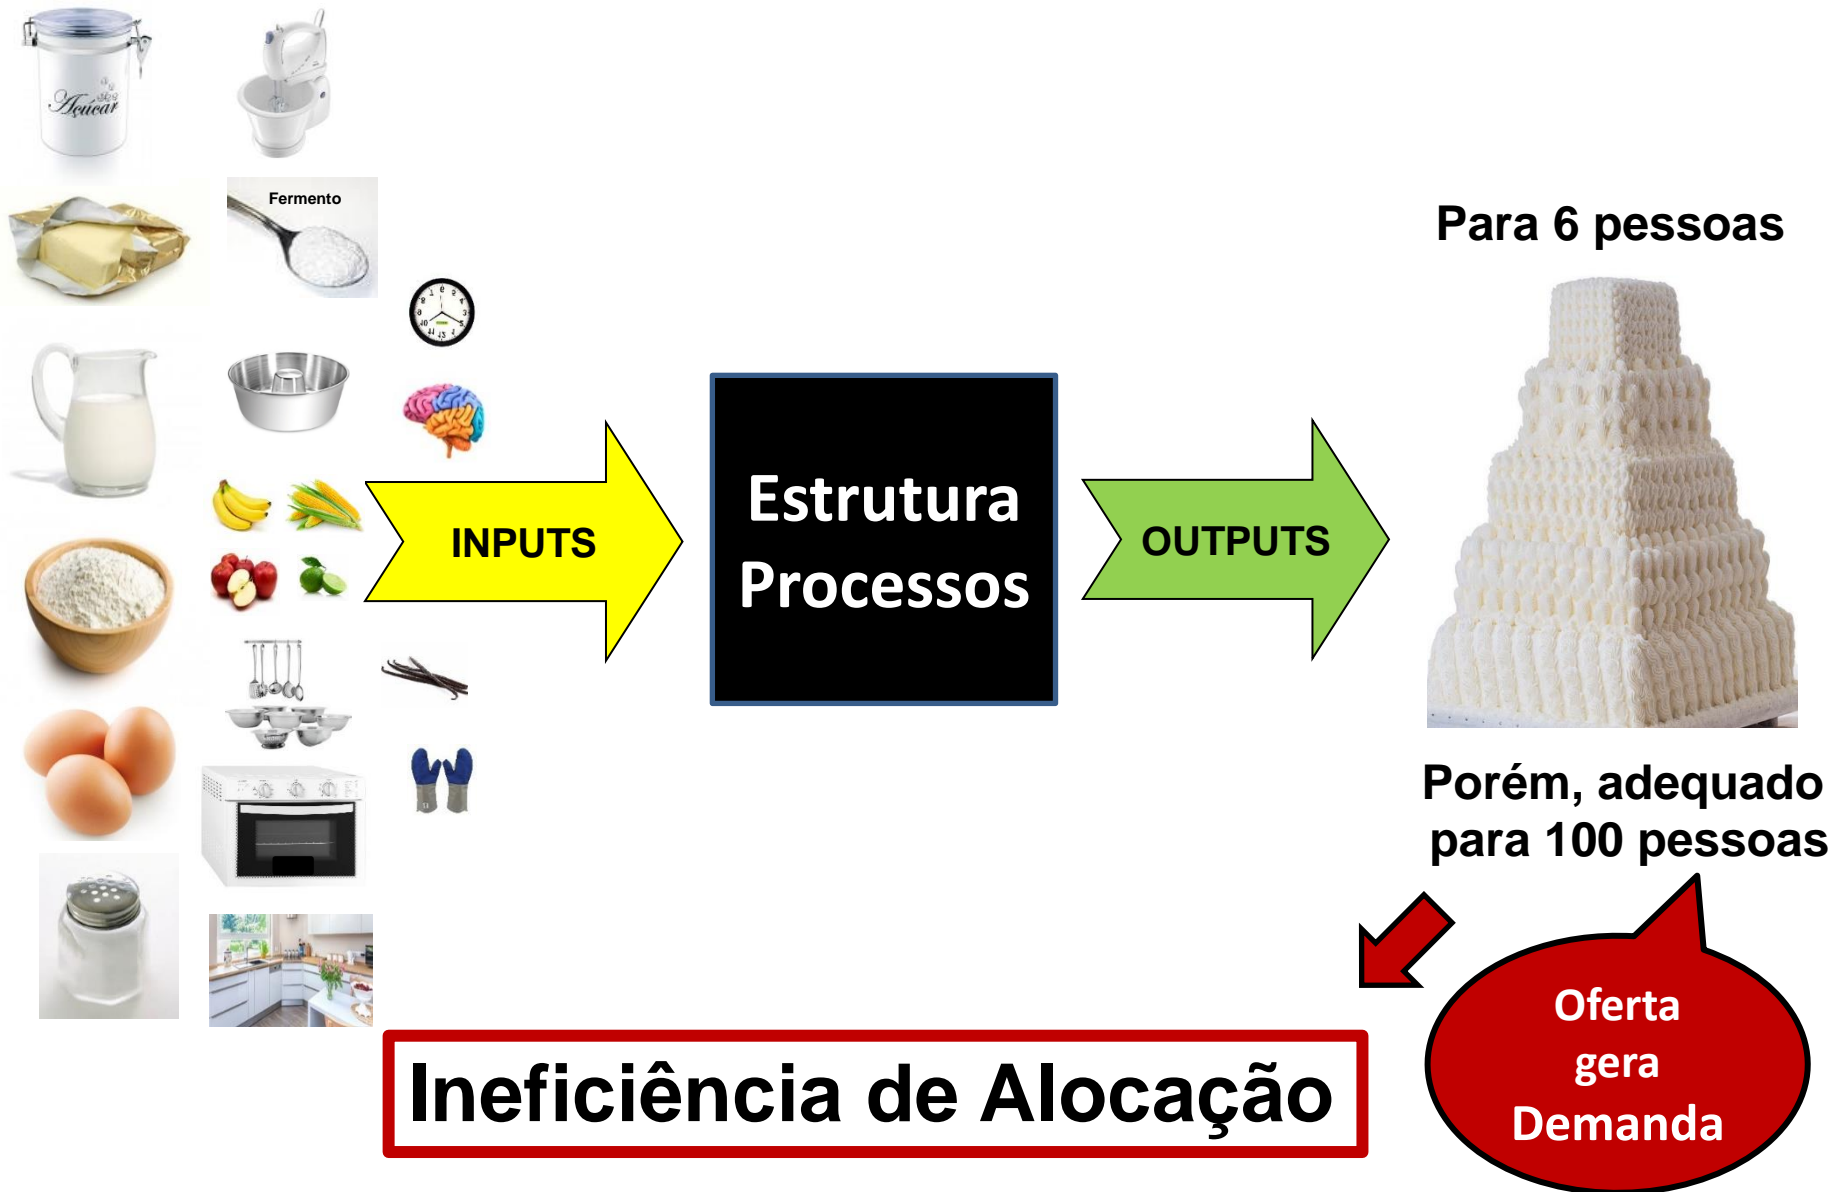 Açúcar
Fermento
Para 6 pessoas
INPUTS
Estrutura
Processos
OUTPUTS
Porém, adequado
para 100 pessoas
Oferta
gera
Demanda
Ineficiência de Alocação